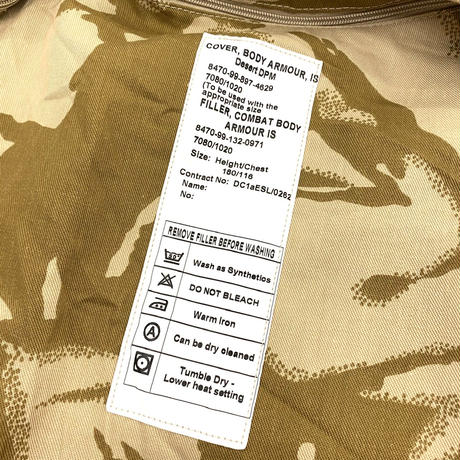 COVER, BODY ARMOUR, IS
Desert DPM
8470-99-897-4629
7080/1020
(To be used with the
appropriate size
FILLER, COMBAT BODY
ARMOUR IS
8470-99-132-0971
7080/1020
Size: Height/Chest
180/116
Contract No: DC1aESL/0262
Name:
No:
REMOVE FILLER BEFORE WASHING
Wash as Synthetics
DO NOT BLEACH
Warm Iron
A
Can be dry cleaned
Tumble Dry -
Lower heat setting